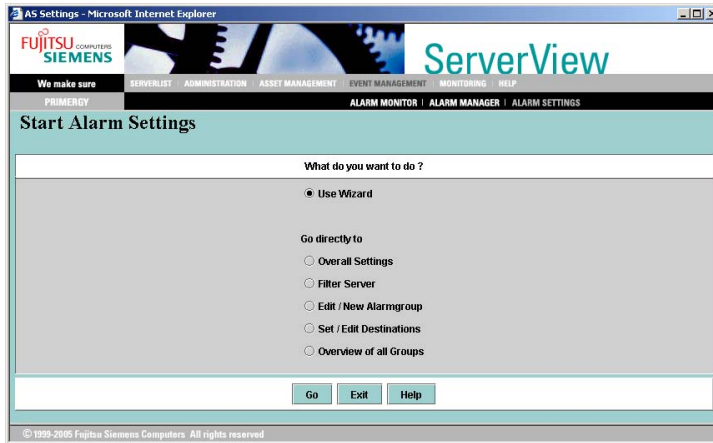 AS Settings - Microsoft Internet Explorer
FUJITSU COMPUTERS
SIEMENS
ServerView
We make sure
SERVERLIST | ADMINISTRATION | ASSET MANAGEMENT | EVENT MANAGEMENT | MONITORING | HELP
PRIMERGY
ALARM MONITOR | ALARM MANAGER | ALARM SETTINGS
Start Alarm Settings
What do you want to do ?
Use Wizard
Go directly to
Overall Settings
Filter Server
Edit / New Alarmgroup
Set / Edit Destinations
Overview of all Groups
Go Exit Help
© 1999-2005 Fujitsu Siemens Computers All rights reserved